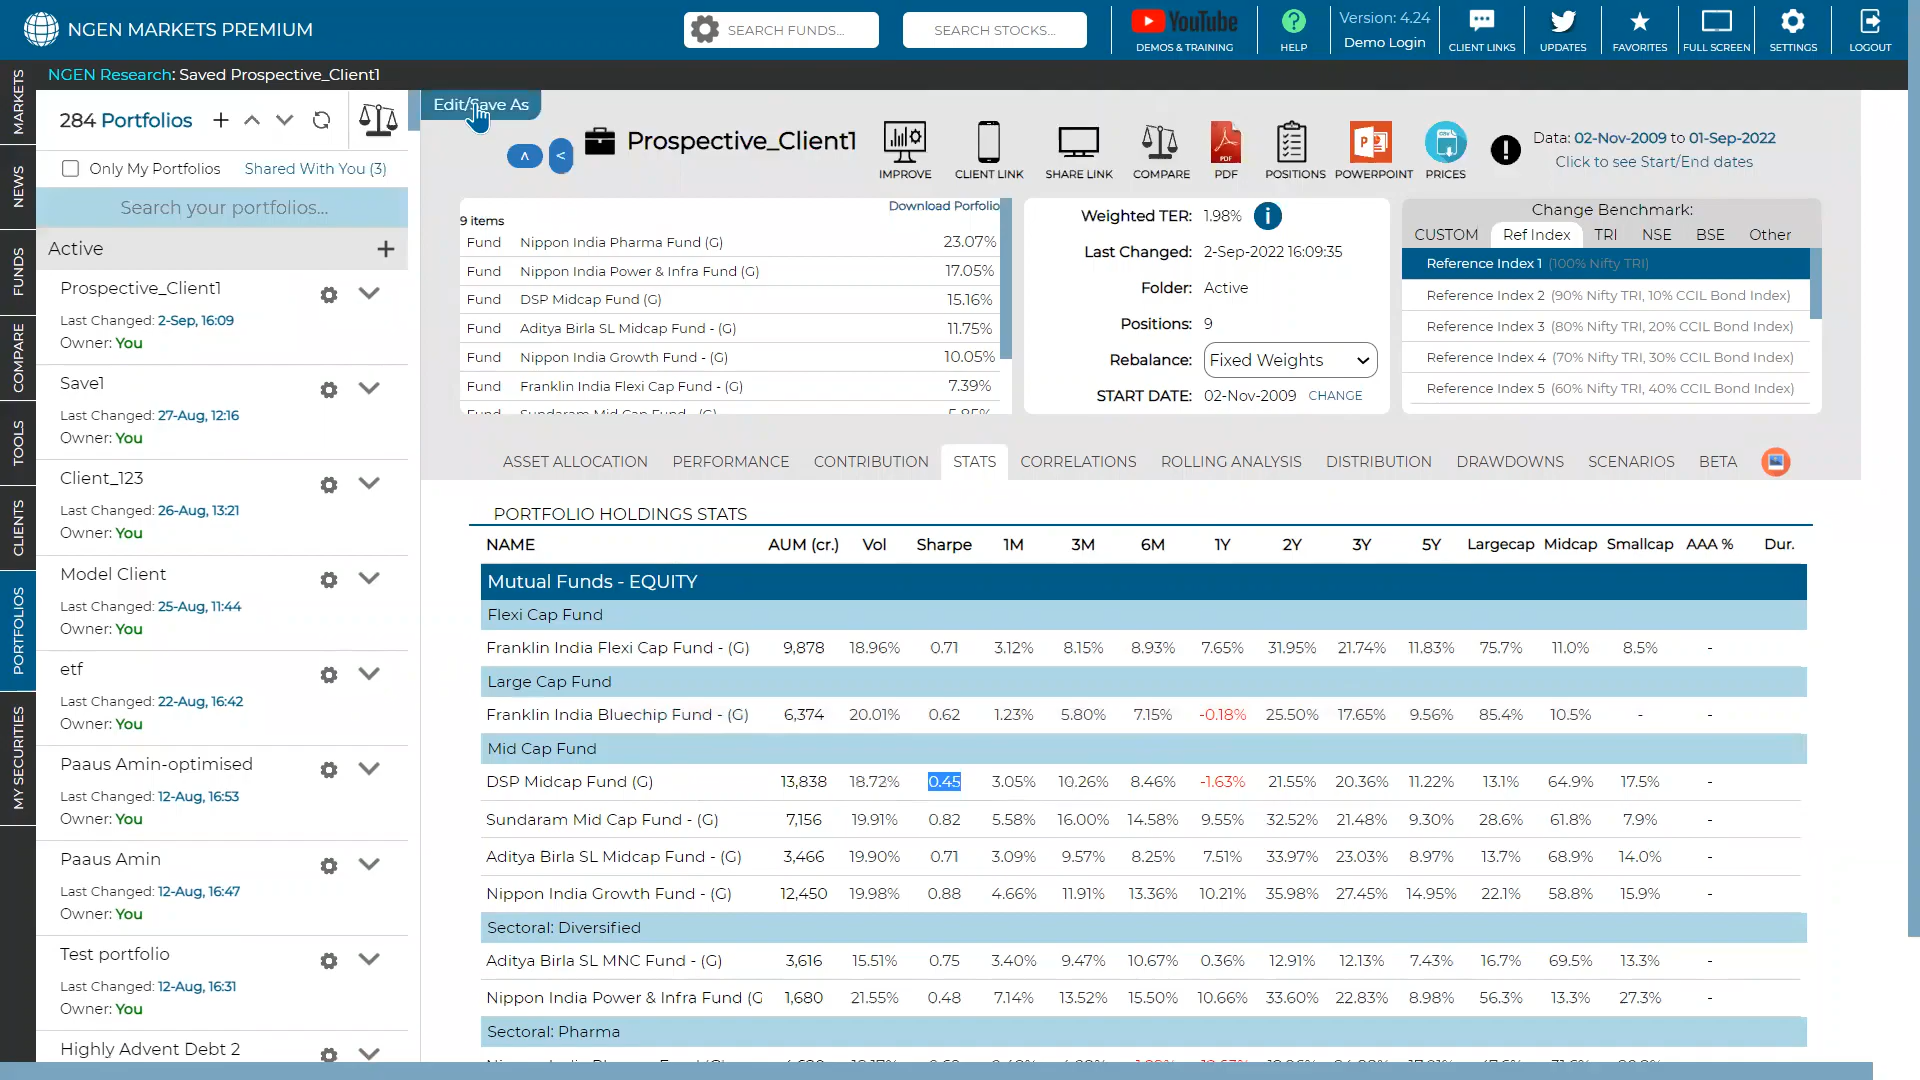 NGEN MARKETS PREMIUM
SEARCH FUNDS...
SEARCH STOCKS...
YouTube
DEMOS & TRAINING
HELP
Version: 4.24
Demo Login
CLIENT LINKS
UPDATES
FAVORITES
FULL SCREEN
SETTINGS
LOGOUT
NGEN Research: Saved Prospective_Client1
MARKETS
NEWS
FUNDS
COMPARE
TOOLS
CLIENTS
PORTFOLIOS
MY SECURITIES
284 Portfolios
Only My Portfolios
Shared With You (3)
Search your portfolios...
Active
Prospective_Client1
Last Changed: 2-Sep, 16:09
Owner: You
Save1
Last Changed: 27-Aug, 12:16
Owner: You
Client_123
Last Changed: 26-Aug, 13:21
Owner: You
Model Client
Last Changed: 25-Aug, 11:44
Owner: You
etf
Last Changed: 22-Aug, 16:42
Owner: You
Paaus Amin-optimised
Last Changed: 12-Aug, 16:53
Owner: You
Paaus Amin
Last Changed: 12-Aug, 16:47
Owner: You
Test portfolio
Last Changed: 12-Aug, 16:31
Owner: You
Highly Advent Debt 2
Edit/Save As
Prospective_Client1
IMPROVE
CLIENT LINK
SHARE LINK
COMPARE
PDF
PDF
POSITIONS
POWERPOINT
PRICES
Data: 02-Nov-2009 to 01-Sep-2022
Click to see Start/End dates
Download Porfolio
9 items
Fund Nippon India Pharma Fund (G) 23.07%
Fund Nippon India Power & Infra Fund (G) 17.05%
Fund DSP Midcap Fund (G) 15.16%
Fund Aditya Birla SL Midcap Fund - (G) 11.75%
Fund Nippon India Growth Fund - (G) 10.05%
Fund Franklin India Flexi Cap Fund - (G) 7.39%
Fund Sundaram Mid Cap Fund - (G) 5.85%
Weighted TER: 1.98%
Last Changed: 2-Sep-2022 16:09:35
Folder: Active
Positions: 9
Rebalance: Fixed Weights
START DATE: 02-Nov-2009 CHANGE
Change Benchmark:
CUSTOM Ref Index TRI NSE BSE Other
Reference Index 1 (100% Nifty TRI)
Reference Index 2 (90% Nifty TRI, 10% CCIL Bond Index)
Reference Index 3 (80% Nifty TRI, 20% CCIL Bond Index)
Reference Index 4 (70% Nifty TRI, 30% CCIL Bond Index)
Reference Index 5 (60% Nifty TRI, 40% CCIL Bond Index)
ASSET ALLOCATION PERFORMANCE CONTRIBUTION STATS CORRELATIONS ROLLING ANALYSIS DISTRIBUTION DRAWDOWNS SCENARIOS BETA
PORTFOLIO HOLDINGS STATS
NAME AUM (cr.) Vol Sharpe 1M 3M 6M 1Y 2Y 3Y 5Y Largecap Midcap Smallcap AAA % Dur.
Mutual Funds - EQUITY
Flexi Cap Fund
Franklin India Flexi Cap Fund - (G) 9,878 18.96% 0.71 3.12% 8.15% 8.93% 7.65% 31.95% 21.74% 11.83% 75.7% 11.0% 8.5% -
Large Cap Fund
Franklin India Bluechip Fund - (G) 6,374 20.01% 0.62 1.23% 5.80% 7.15% -0.18% 25.50% 17.65% 9.56% 85.4% 10.5% - -
Mid Cap Fund
DSP Midcap Fund (G) 13,838 18.72% 0.45 3.05% 10.26% 8.46% -1.63% 21.55% 20.36% 11.22% 13.1% 64.9% 17.5% -
Sundaram Mid Cap Fund - (G) 7,156 19.91% 0.82 5.58% 16.00% 14.58% 9.55% 32.52% 21.48% 9.30% 28.6% 61.8% 7.9% -
Aditya Birla SL Midcap Fund - (G) 3,466 19.90% 0.71 3.09% 9.57% 8.25% 7.51% 33.97% 23.03% 8.97% 13.7% 68.9% 14.0% -
Nippon India Growth Fund - (G) 12,450 19.98% 0.88 4.66% 11.91% 13.36% 10.21% 35.98% 27.45% 14.95% 22.1% 58.8% 15.9% -
Sectoral: Diversified
Aditya Birla SL MNC Fund - (G) 3,616 15.51% 0.75 3.40% 9.47% 10.67% 0.36% 12.91% 12.13% 7.43% 16.7% 69.5% 13.3% -
Nippon India Power & Infra Fund (G 1,680 21.55% 0.48 7.14% 13.52% 15.50% 10.66% 33.60% 22.83% 8.98% 56.3% 13.3% 27.3% -
Sectoral: Pharma